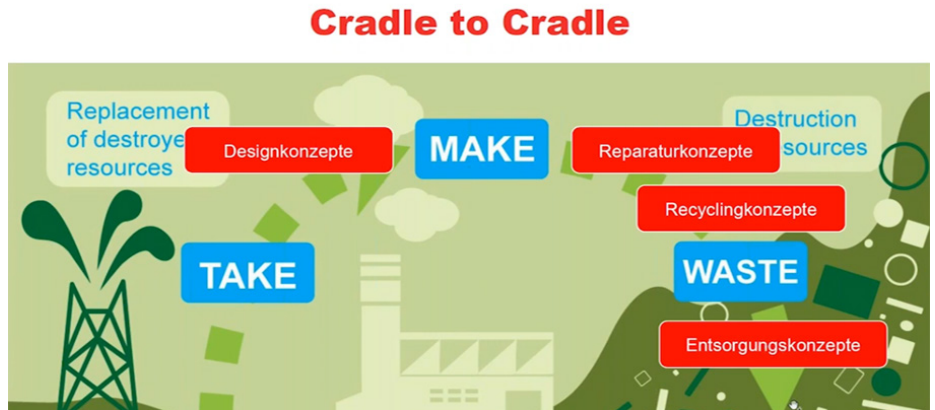 Cradle to Cradle
Replacement
of destroye
resources
Designkonzepte
MAKE
Reparaturkonzepte
Destruction
sources
Recyclingkonzepte
TAKE
WASTE
Entsorgungskonzepte